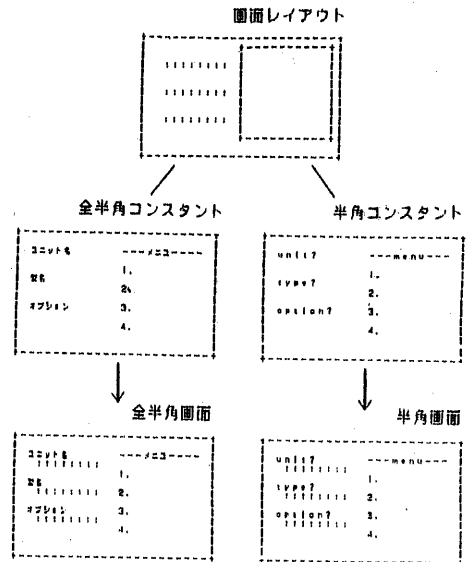 画面レイアウト
全半角コンスタント
半角コンスタント
ユニット名 ---メニュ----
1.
型名
2.
オプション 3.
4.
unit? ---menu---
1.
type?
2.
option? 3.
4.
全半角画面
半角画面
ユニット名 ---メニュ----
1.
型名
2.
オプション 3.
4.
unit? ---menu---
1.
type?
2.
option? 3.
4.